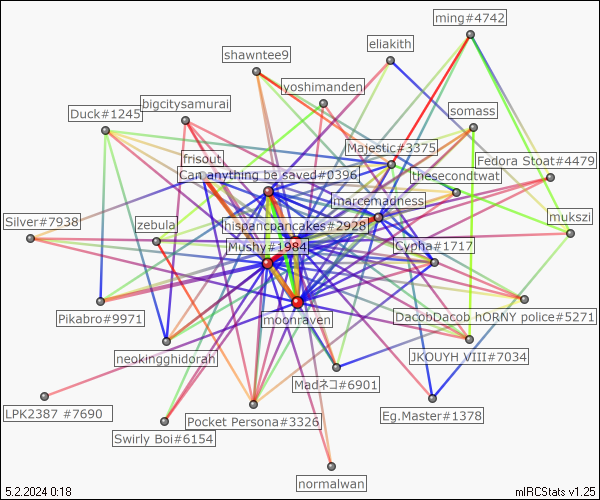 ming#4742
eliakith
shawntee9
yoshimanden
bigcitysamurai
Duck#1245
somass
Majestic#3375
frisout
Fedora Stoat#4479
Can anything be saved#0396
thesecondtwat
marcemadness
Silver#7938
zebula
hispancpancakes#2928
mukszi
Mushy#1984
Cypha#1717
Pikabro#9971
moonraven
DacobDacob hORNY police#5271
neokingghidorah
JKOUYH VIII#7034
Madネコ#6901
LPK2387 #7690
Pocket Persona#3326
Eg.Master#1378
Swirly Boi#6154
normalwan
5.2.2024 0:18
mIRCStats v1.25